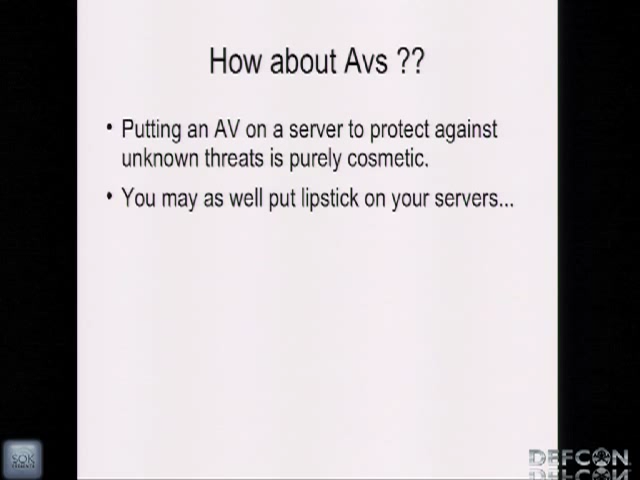 How about Avs ??
• Putting an AV on a server to protect against
unknown threats is purely cosmetic.
• You may as well put lipstick on your servers...
SOK
DEFCON